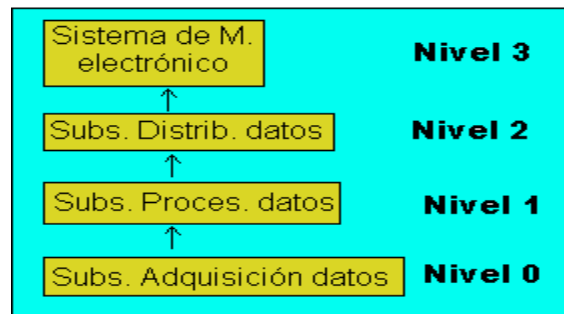 Sistema de M.
electrónico
Nivel 3
Subs. Distrib. datos
Nivel 2
Subs. Proces. datos
Nivel 1
Subs. Adquisición datos
Nivel 0